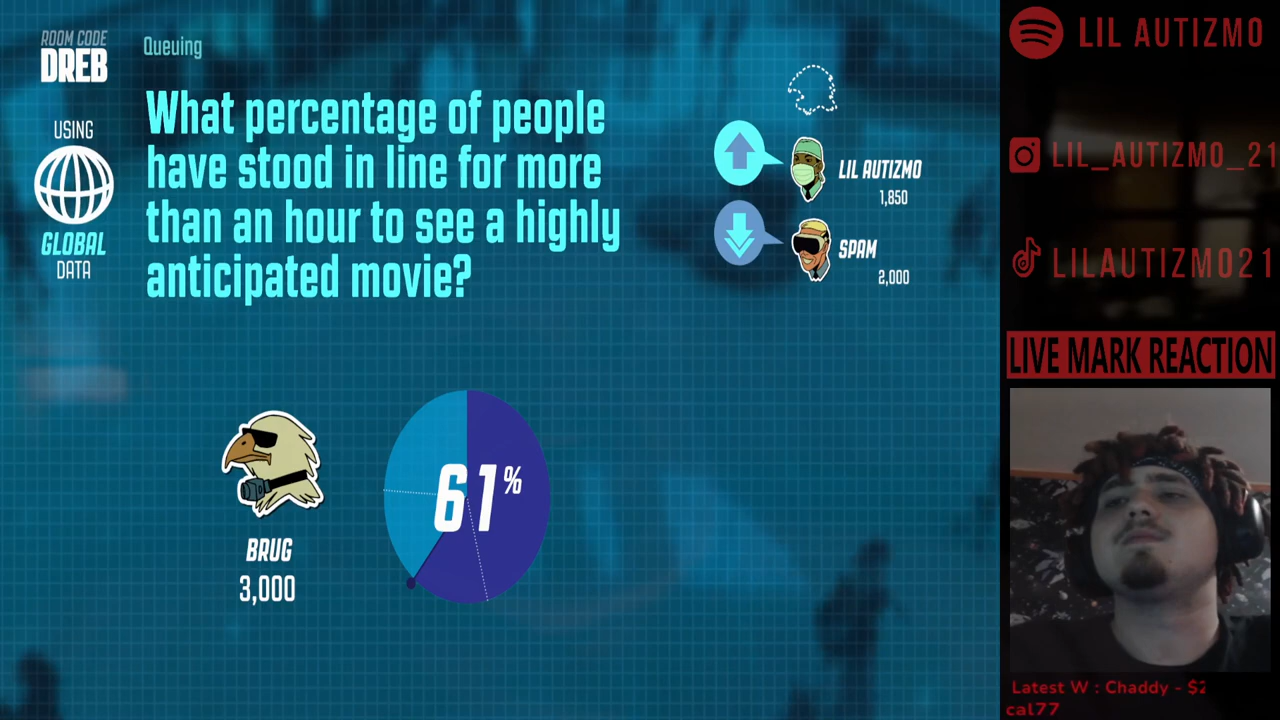 ROOM CODE
DREB
Queuing
USING
GLOBAL
DATA
What percentage of people
have stood in line for more
than an hour to see a highly
anticipated movie?
LIL AUTIZMO
1,850
SPAM
2,000
BRUG
3,000
61%
LIL AUTIZMO
LIL_AUTIZMO_21
LILAUTIZMO21
LIVE MARK REACTION
Latest W : Chaddy - $2
cal77